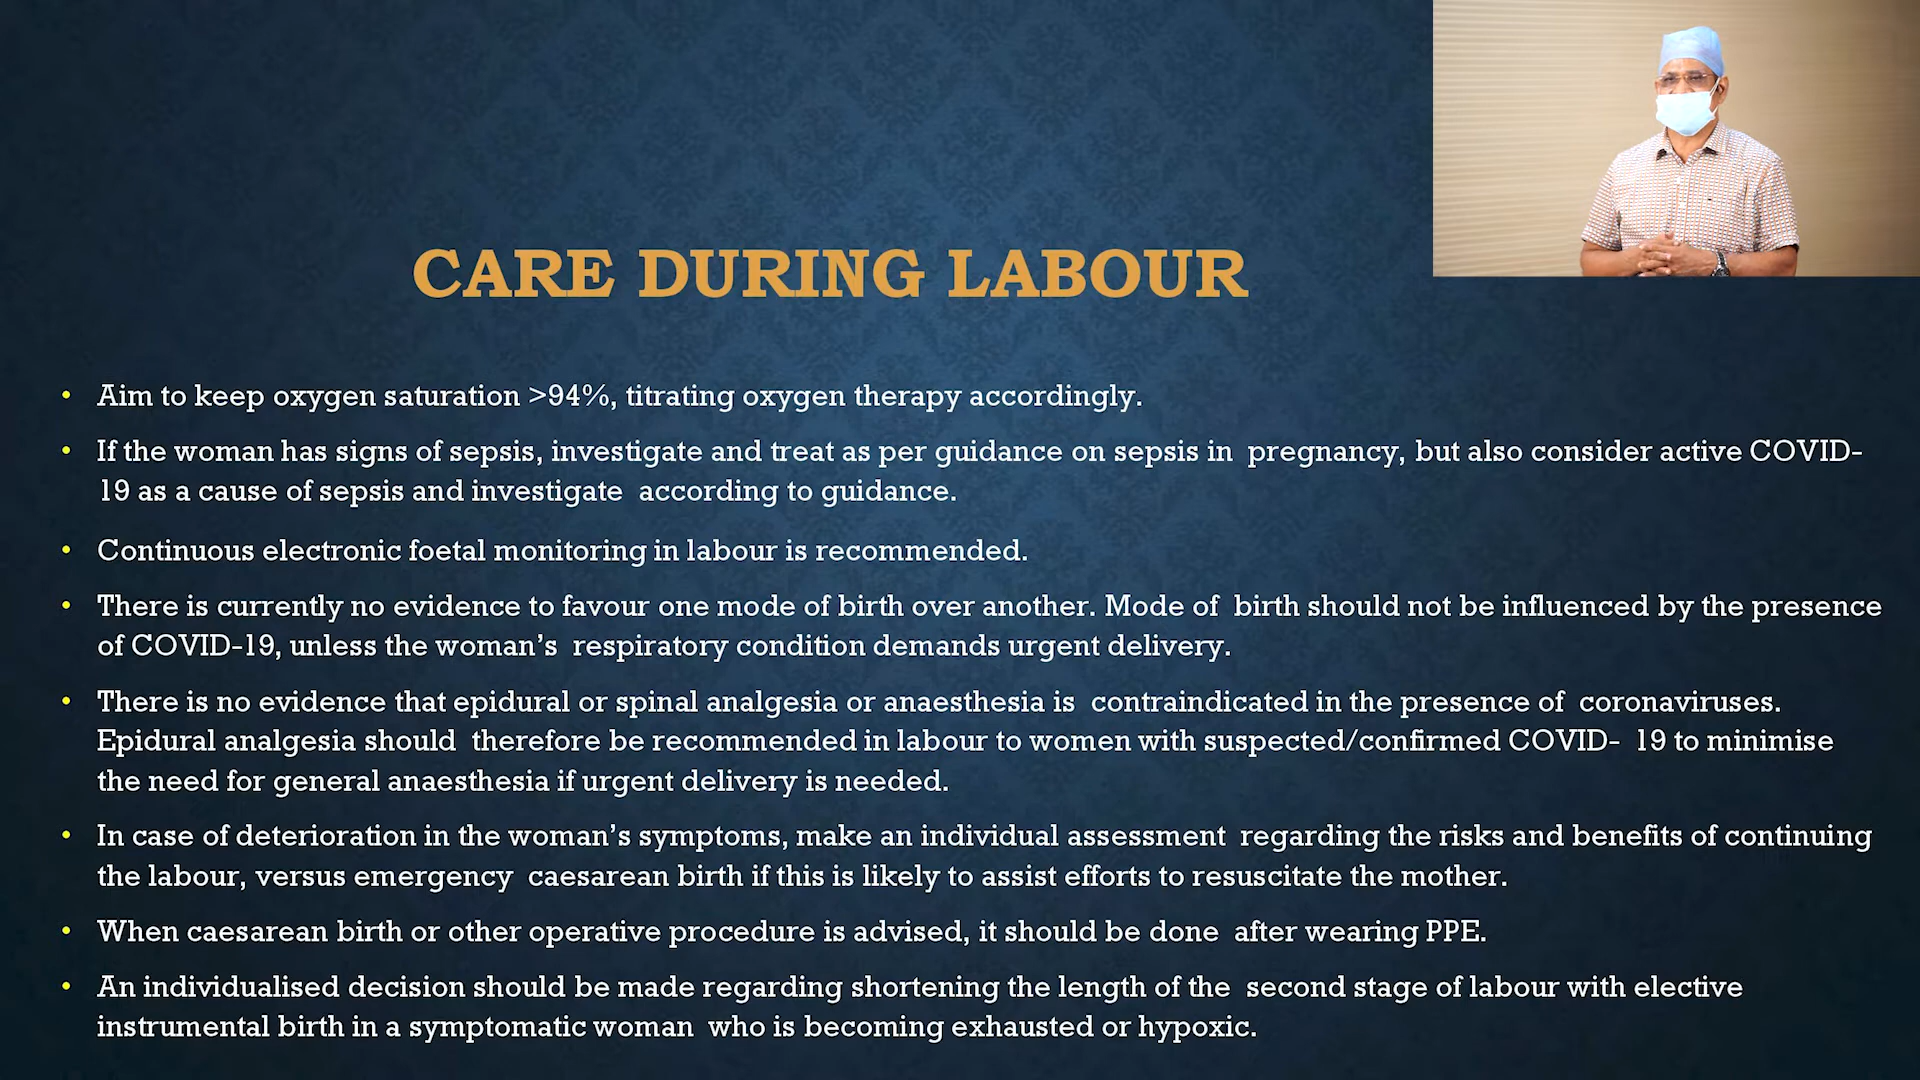 CARE DURING LABOUR
• Aim to keep oxygen saturation >94%, titrating oxygen therapy accordingly.
• If the woman has signs of sepsis, investigate and treat as per guidance on sepsis in pregnancy, but also consider active COVID-
19 as a cause of sepsis and investigate according to guidance.
• Continuous electronic foetal monitoring in labour is recommended.
• There is currently no evidence to favour one mode of birth over another. Mode of birth should not be influenced by the presence
of COVID-19, unless the woman’s respiratory condition demands urgent delivery.
• There is no evidence that epidural or spinal analgesia or anaesthesia is contraindicated in the presence of coronaviruses.
Epidural analgesia should therefore be recommended in labour to women with suspected/confirmed COVID- 19 to minimise
the need for general anaesthesia if urgent delivery is needed.
• In case of deterioration in the woman’s symptoms, make an individual assessment regarding the risks and benefits of continuing
the labour, versus emergency caesarean birth if this is likely to assist efforts to resuscitate the mother.
• When caesarean birth or other operative procedure is advised, it should be done after wearing PPE.
• An individualised decision should be made regarding shortening the length of the second stage of labour with elective
instrumental birth in a symptomatic woman who is becoming exhausted or hypoxic.